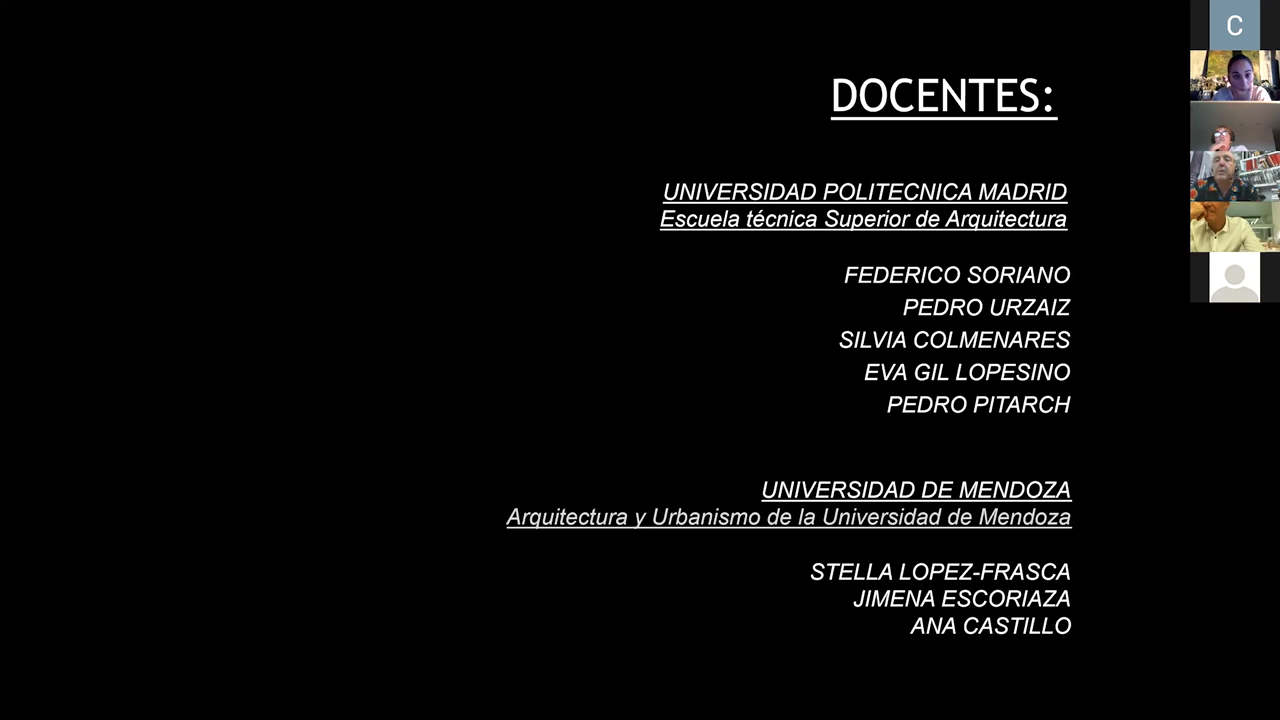 C
DOCENTES:
UNIVERSIDAD POLITECNICA MADRID
Escuela técnica Superior de Arquitectura
FEDERICO SORIANO
PEDRO URZAIZ
SILVIA COLMENARES
EVA GIL LOPESINO
PEDRO PITARCH
UNIVERSIDAD DE MENDOZA
Arquitectura y Urbanismo de la Universidad de Mendoza
STELLA LOPEZ-FRASCA
JIMENA ESCORIAZA
ANA CASTILLO